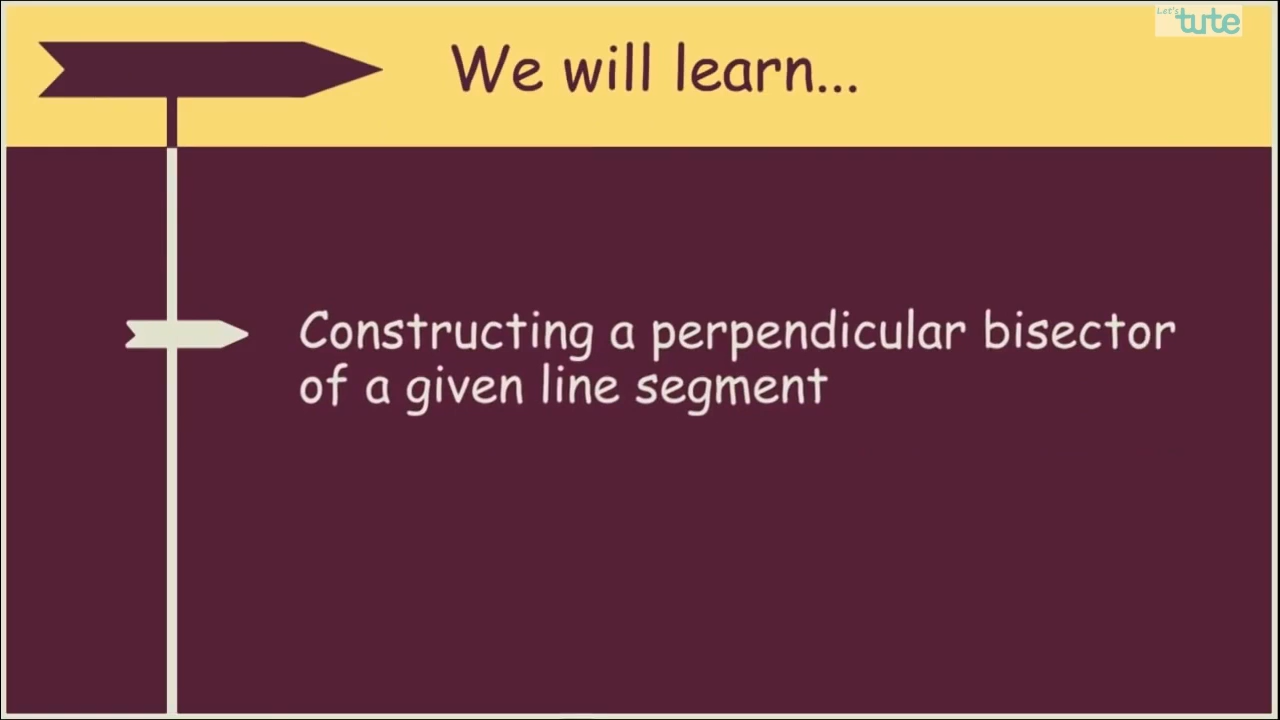 Let's
tute
We will learn...
Constructing a perpendicular bisector
of a given line segment